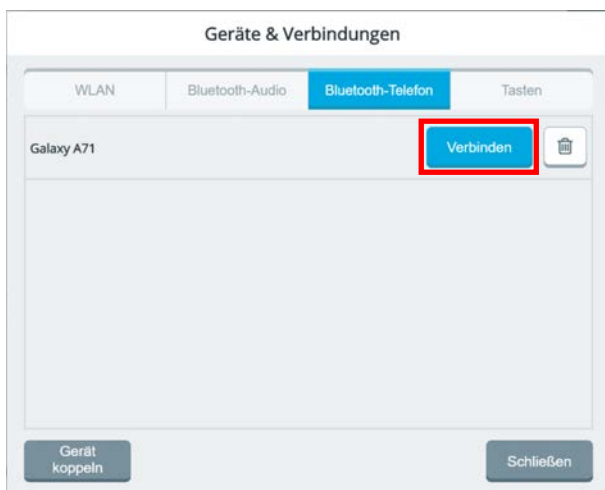 Geräte & Verbindungen
WLAN Bluetooth-Audio Bluetooth-Telefon Tasten
Galaxy A71 Verbinden
Gerät
koppeln
Schließen